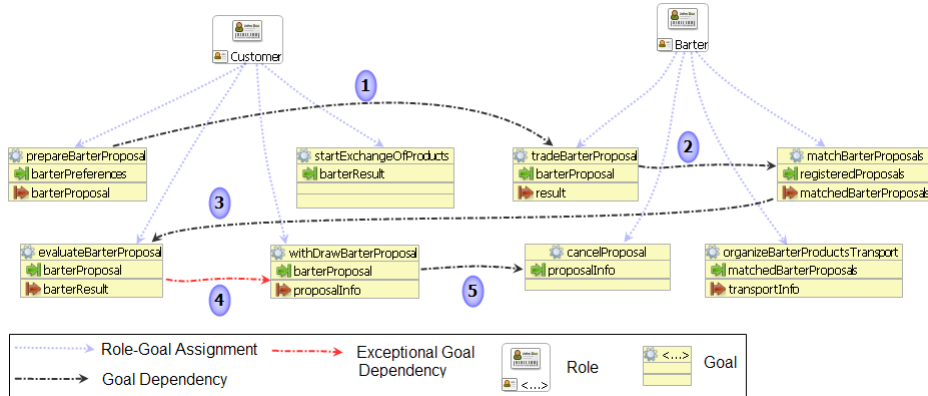 Customer
Barter
1
prepareBarterProposal
barterPreferences
barterProposal
startExchangeOfProducts
barterResult
tradeBarterProposal
barterProposal
result
2
matchBarterProposals
registeredProposals
matchedBarterProposals
3
evaluateBarterProposal
barterProposal
barterResult
4
withDrawBarterProposal
barterProposal
proposalInfo
5
cancelProposal
proposalInfo
organizeBarterProductsTransport
matchedBarterProposals
transportInfo
Role-Goal Assignment
Goal Dependency
Exceptional Goal
Dependency
<...>
Role
<...>
Goal